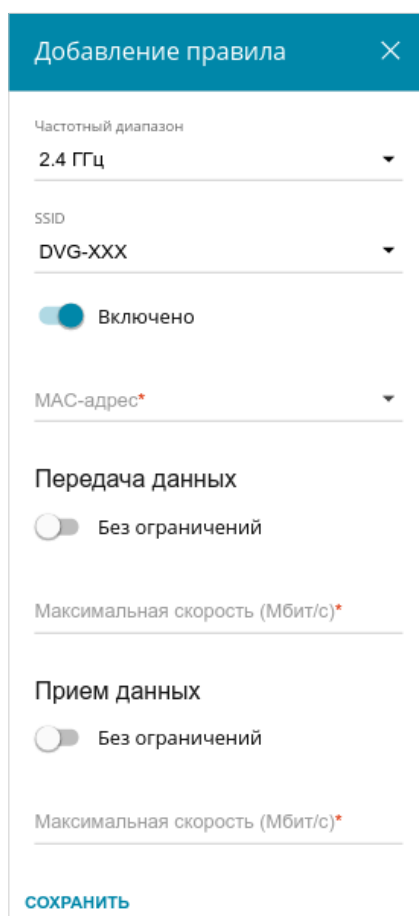 Добавление правила
Частотный диапазон
2.4 ГГц
SSID
DVG-XXX
Включено
MAC-адрес*
Передача данных
Без ограничений
Максимальная скорость (Мбит/с)*
Прием данных
Без ограничений
Максимальная скорость (Мбит/с)*
СОХРАНИТЬ